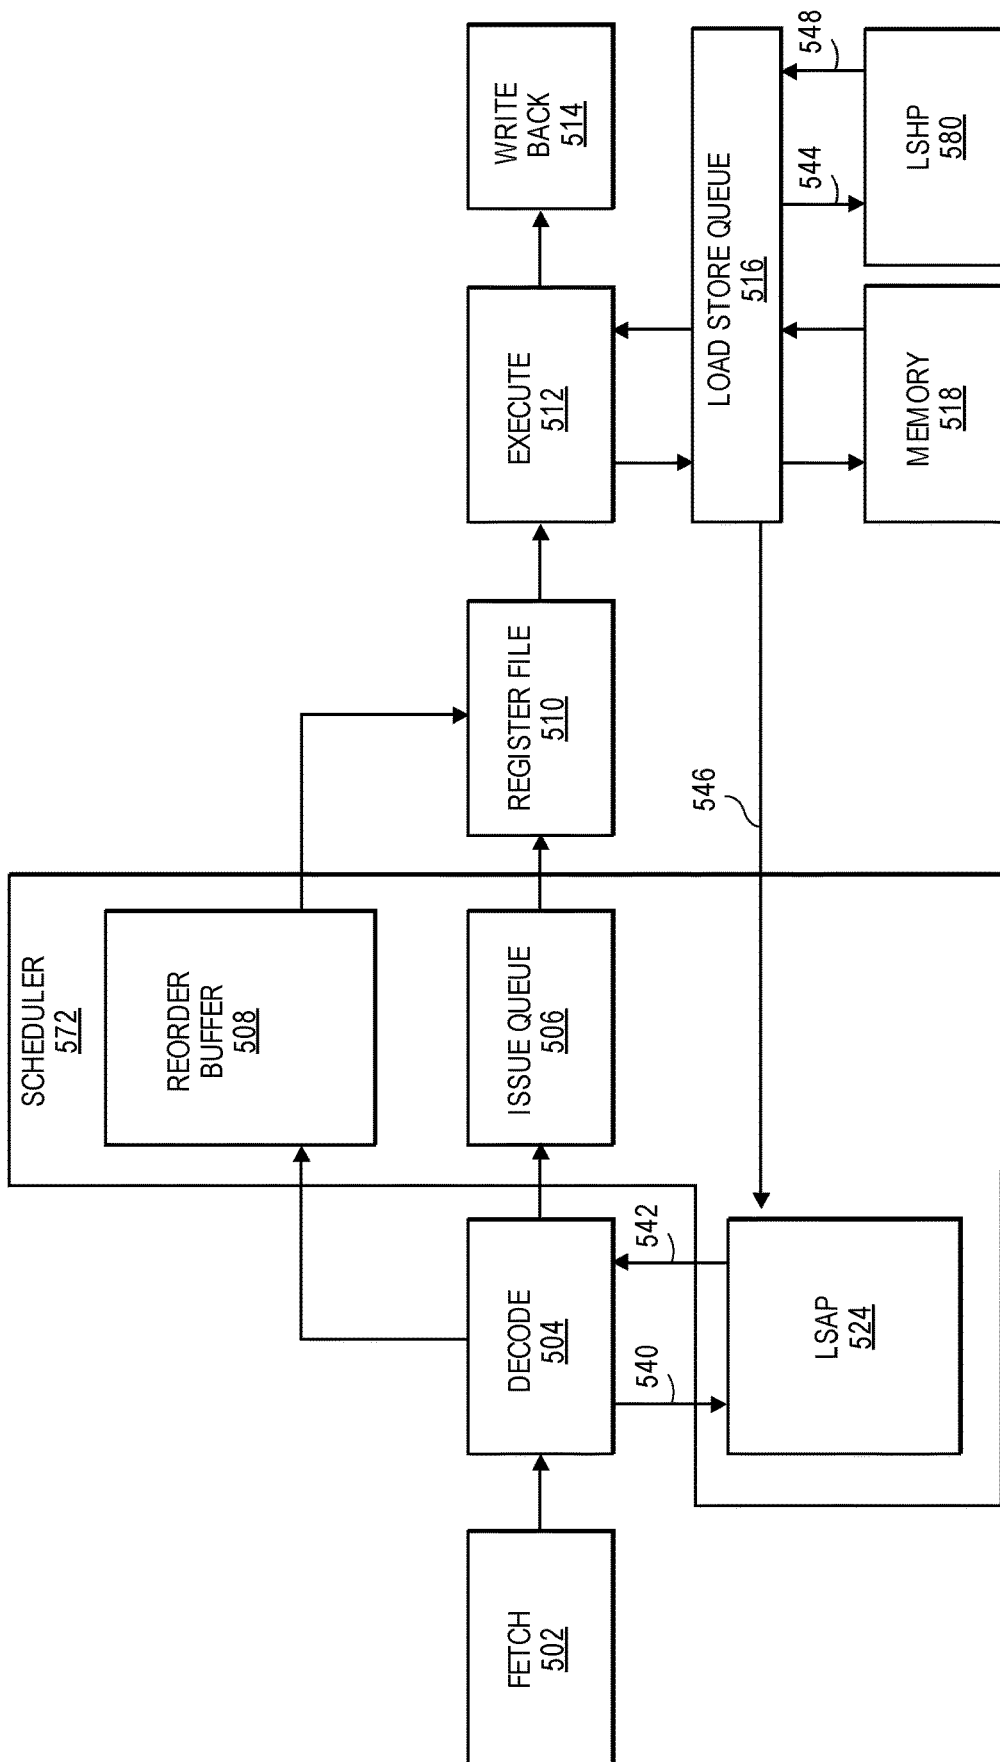 SCHEDULER
572
REORDER
BUFFER
508
FETCH
502
DECODE
504
ISSUE QUEUE
506
REGISTER FILE
510
EXECUTE
512
WRITE
BACK
514
540
542
546
LOAD STORE QUEUE
516
544
548
LSAP
524
MEMORY
518
LSHP
580